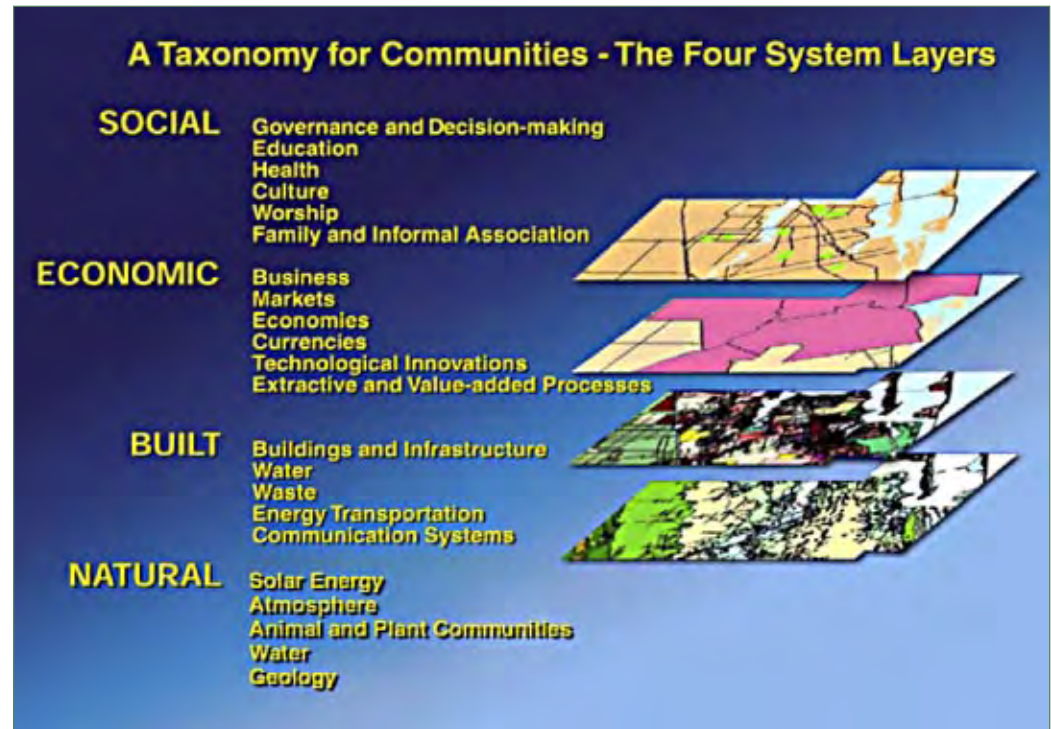 A Taxonomy for Communities - The Four System Layers
SOCIAL
Governance and Decision-making
Education
Health
Culture
Worship
Family and Informal Association
ECONOMIC
Business
Markets
Economies
Currencies
Technological Innovations
Extractive and Value-added Processes
BUILT
Buildings and Infrastructure
Water
Waste
Energy Transportation
Communication Systems
NATURAL
Solar Energy
Atmosphere
Animal and Plant Communities
Water
Geology